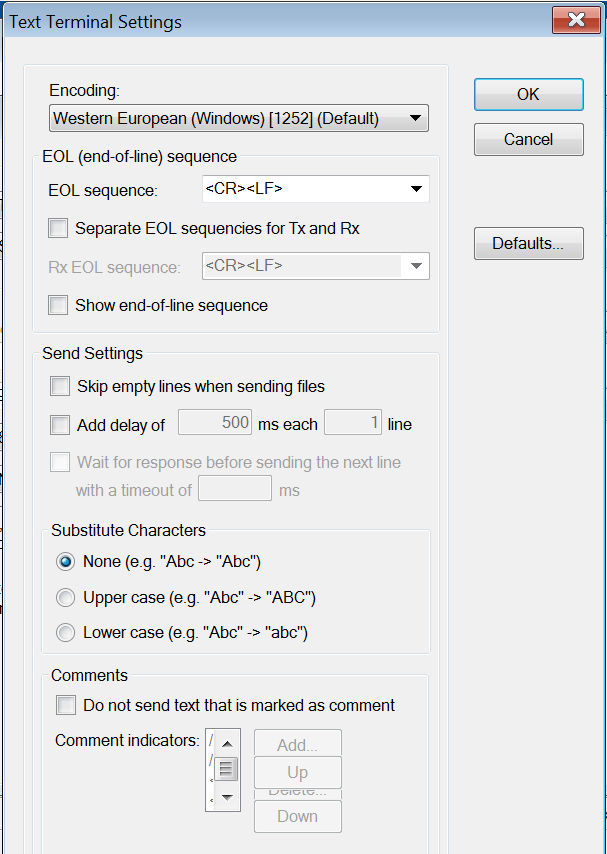 Text Terminal Settings
Encoding:
Western European (Windows) [1252] (Default)
OK
Cancel
Defaults...
EOL (end-of-line) sequence
EOL sequence: <CR><LF>
Separate EOL sequencies for Tx and Rx
Rx EOL sequence: <CR><LF>
Show end-of-line sequence
Send Settings
Skip empty lines when sending files
Add delay of 500 ms each 1 line
Wait for response before sending the next line
with a timeout of ms
Substitute Characters
None (e.g. "Abc -> "Abc")
Upper case (e.g. "Abc" -> "ABC")
Lower case (e.g. "Abc" -> "abc")
Comments
Do not send text that is marked as comment
Comment indicators:
Add...
Up
Delete...
Down